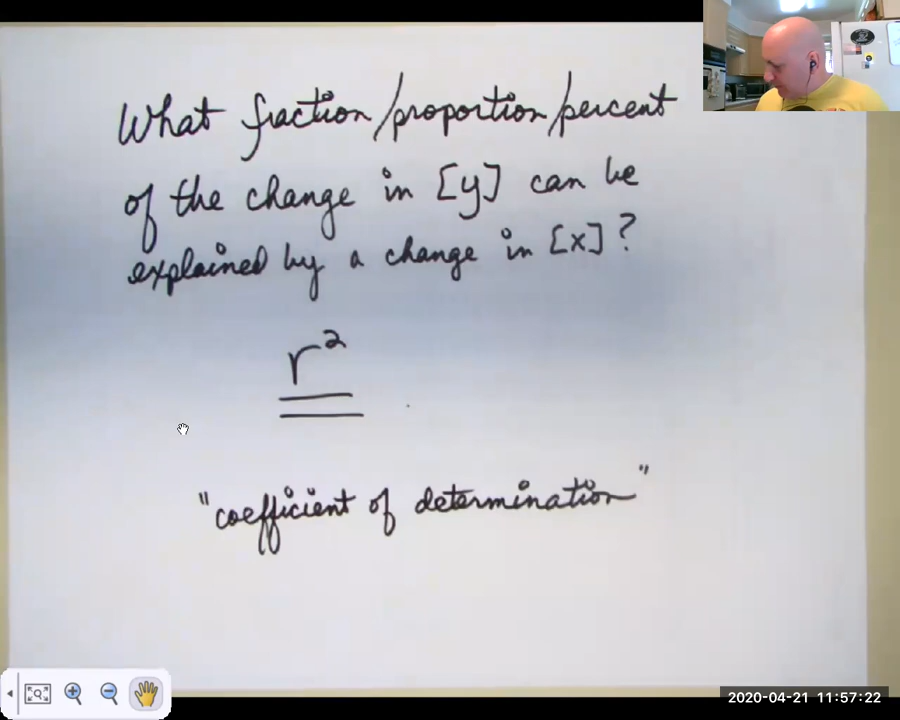 What fraction/proportion/percent
of the change in [y] can be
explained by a change in [x]?
r²
"coefficient of determination"
2020-04-21 11:57:22